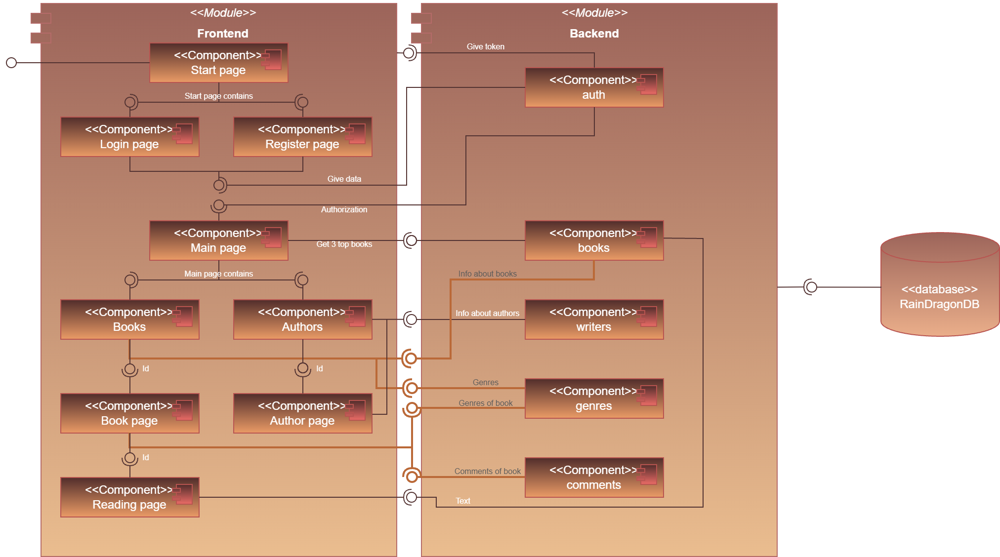 <<Module>>
Frontend
<<Component>>
Start page
Start page contains
<<Component>>
Login page
<<Component>>
Register page
Give data
Authorization
<<Component>>
Main page
Get 3 top books
Main page contains
<<Component>>
Books
<<Component>>
Authors
Id
Id
<<Component>>
Book page
<<Component>>
Author page
Id
<<Component>>
Reading page
<<Module>>
Backend
Give token
<<Component>>
auth
<<Component>>
books
Info about books
Info about authors
<<Component>>
writers
Genres
Genres of book
<<Component>>
genres
Comments of book
<<Component>>
comments
Text
<<database>>
RainDragonDB